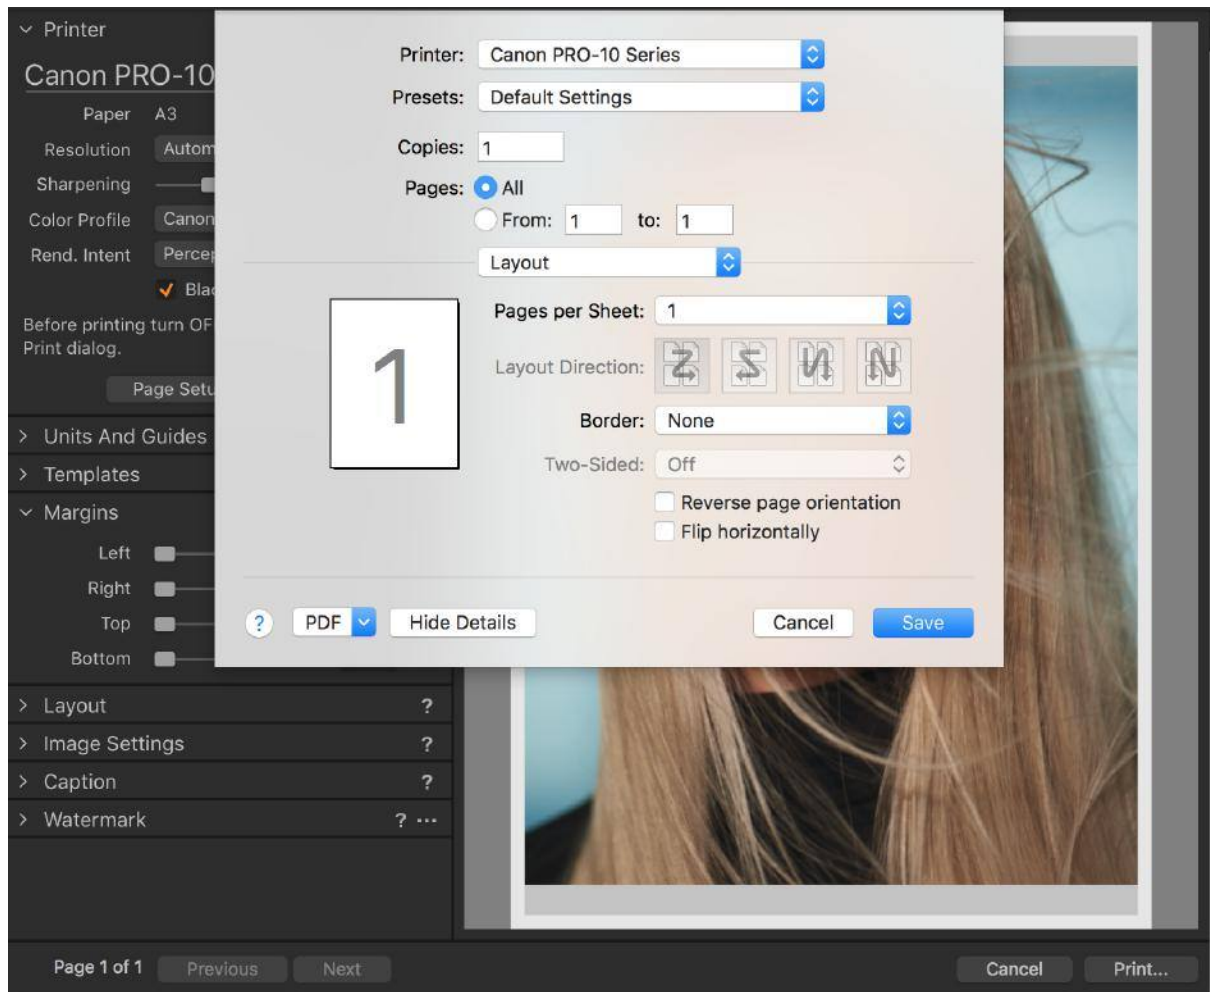 Printer
Canon PRO-10
Paper A3
Resolution Autom
Sharpening
Color Profile Canon
Rend. Intent Percep
Blac
Before printing turn OF
Print dialog.
Page Setu
Units And Guides
Templates
Margins
Left
Right
Top
Bottom
Layout ?
Image Settings ?
Caption ?
Watermark ? ...
Printer: Canon PRO-10 Series
Presets: Default Settings
Copies: 1
Pages: All
From: 1 to: 1
Layout
1
Pages per Sheet: 1
Layout Direction:
Border: None
Two-Sided: Off
Reverse page orientation
Flip horizontally
? PDF Hide Details Cancel Save
Page 1 of 1 Previous Next Cancel Print...